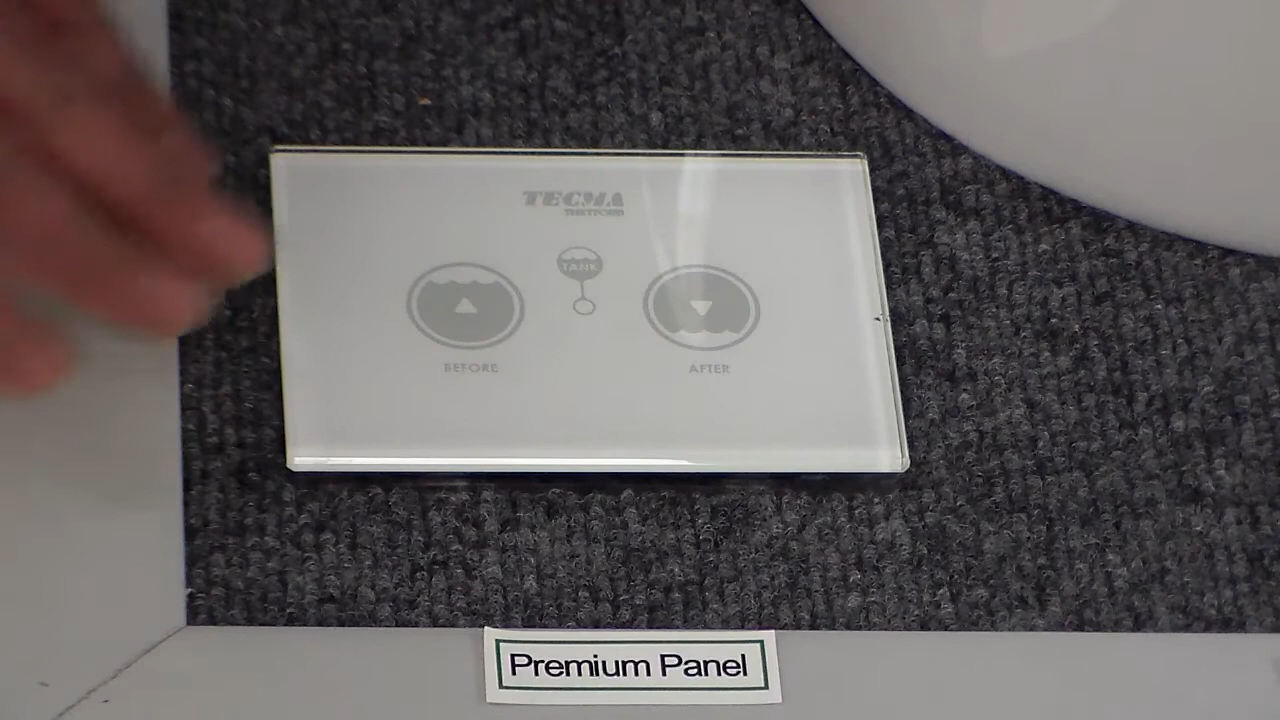 TECMA
THETFORD
TANK
BEFORE
AFTER
Premium Panel